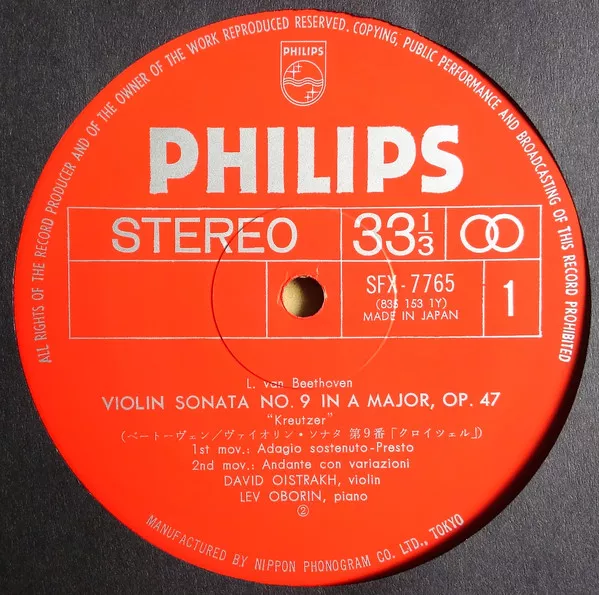 ALL RIGHTS OF THE RECORD PRODUCER AND OF THE OWNER OF THE WORK REPRODUCED RESERVED. COPYING, PUBLIC PERFORMANCE AND BROADCASTING OF THIS RECORD PROHIBITED
PHILIPS
PHILIPS
STEREO
33 1/3
SFX-7765
(835 153 1Y)
MADE IN JAPAN
1
L. van Beethoven
VIOLIN SONATA NO. 9 IN A MAJOR, OP. 47
"Kreutzer"
(ベートーヴェン/ヴァイオリン・ソナタ 第9番「クロイツェル」)
1st mov.: Adagio sostenuto-Presto
2nd mov.: Andante con variazioni
DAVID OISTRAKH, violin
LEV OBORIN, piano
②
MANUFACTURED BY NIPPON PHONOGRAM CO. LTD., TOKYO